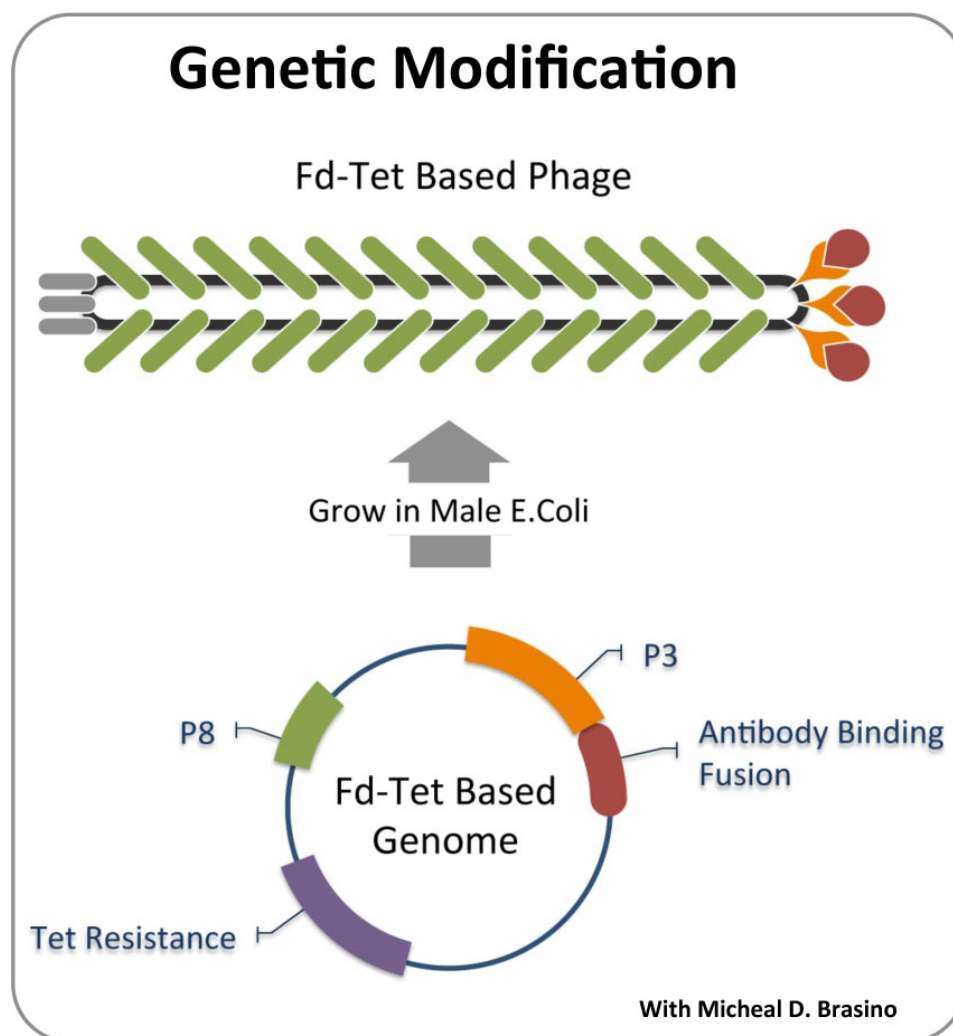 Genetic Modification
Fd-Tet Based Phage
Grow in Male E.Coli
P3
P8
Antibody Binding
Fusion
Fd-Tet Based
Genome
Tet Resistance
With Micheal D. Brasino